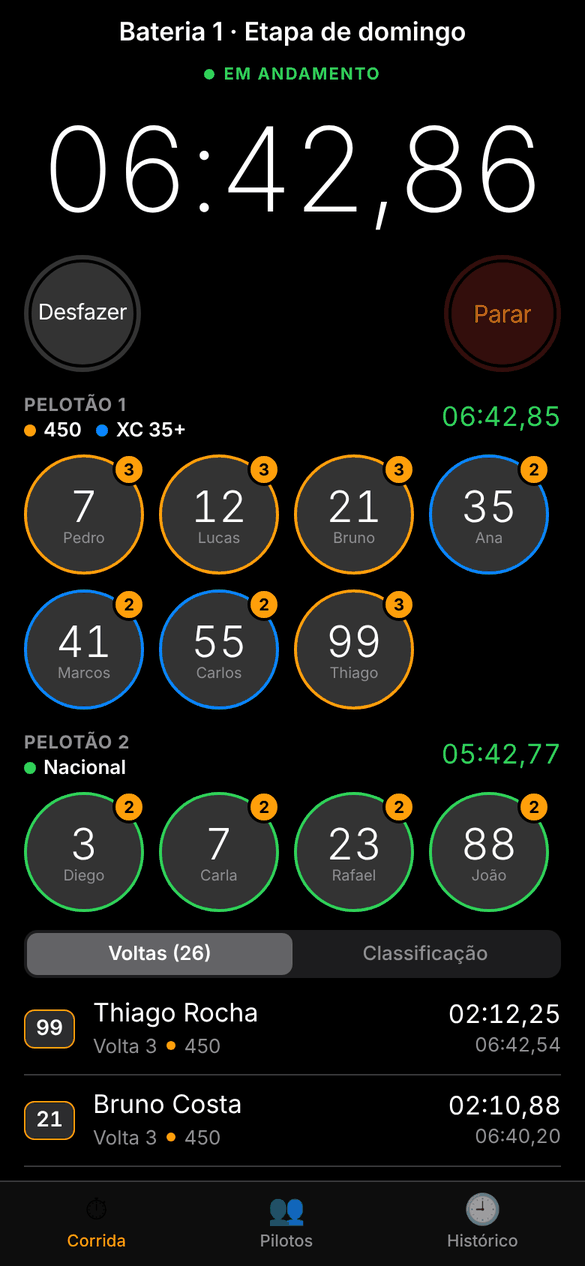 Bateria 1 · Etapa de domingo
EM ANDAMENTO
06:42,86
Desfazer
Parar
PELOTÃO 1
450 XC 35+
06:42,85
3 3 3 2
7 12 21 35
Pedro Lucas Bruno Ana
2 2 3
41 55 99
Marcos Carlos Thiago
PELOTÃO 2
Nacional
05:42,77
2 2 2 2
3 7 23 88
Diego Carla Rafael João
Voltas (26) Classificação
99 Thiago Rocha 02:12,25
Volta 3 450 06:42,54
21 Bruno Costa 02:10,88
Volta 3 450 06:40,20
Corrida Pilotos Histórico